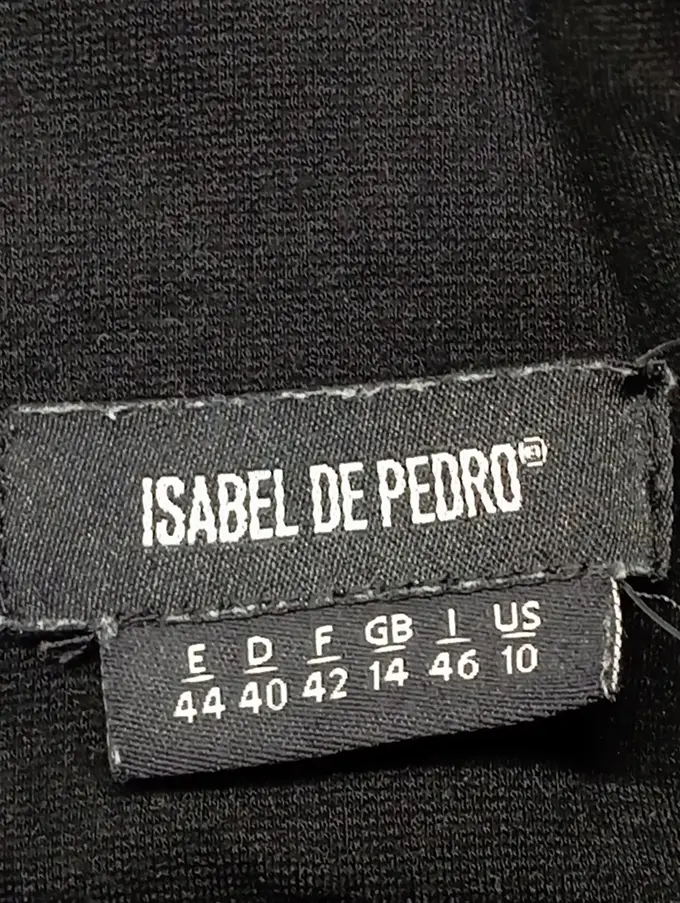 ISABEL DE PEDRO®
E D F GB I US
44 40 42 14 46 10